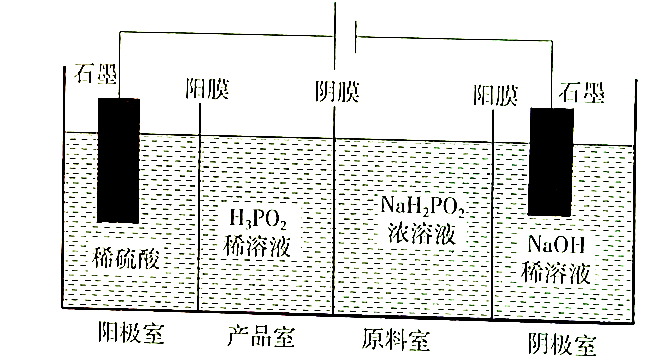 石墨
阳膜
阴膜
阳膜
石墨
稀硫酸
H₃PO₂
稀溶液
NaH₂PO₂
浓溶液
NaOH
稀溶液
阳极室
产品室
原料室
阴极室